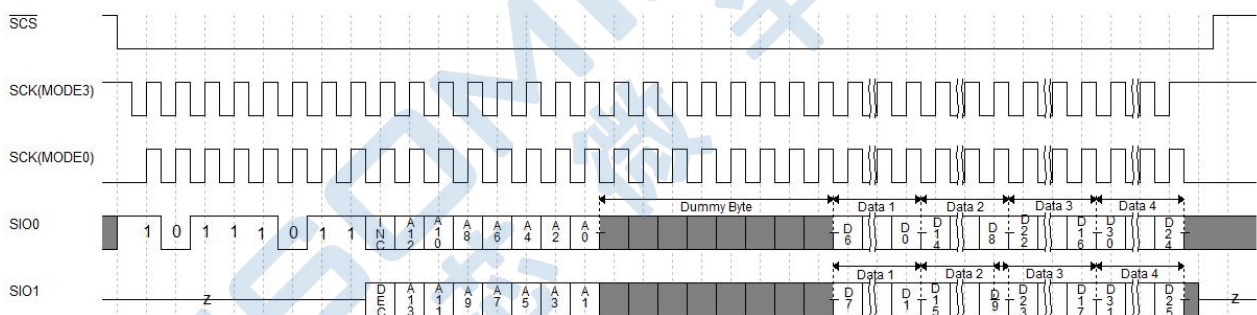 SCS
SCK(MODE3)
SCK(MODE0)
Dummy Byte Data 1 Data 2 Data 3 Data 4
SIO0 1 0 1 1 1 0 1 1 INC A12 A10 A8 A6 A4 A2 A0 D6 D0 D14 D8 D22 D16 D30 D24
Data 1 Data 2 Data 3 Data 4
SIO1 Z DEC A13 A11 A9 A7 A5 A3 A1 D7 D1 D15 D9 D23 D17 D31 D25 Z
微
芯